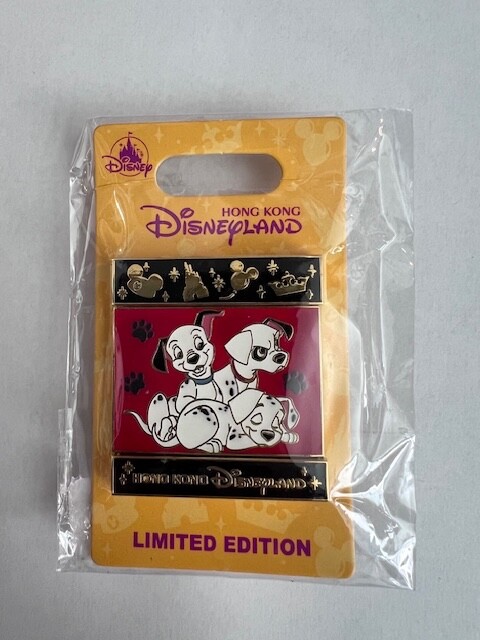 Disney
HONG KONG
DISNEYLAND
HONG KONG DISNEYLAND
LIMITED EDITION